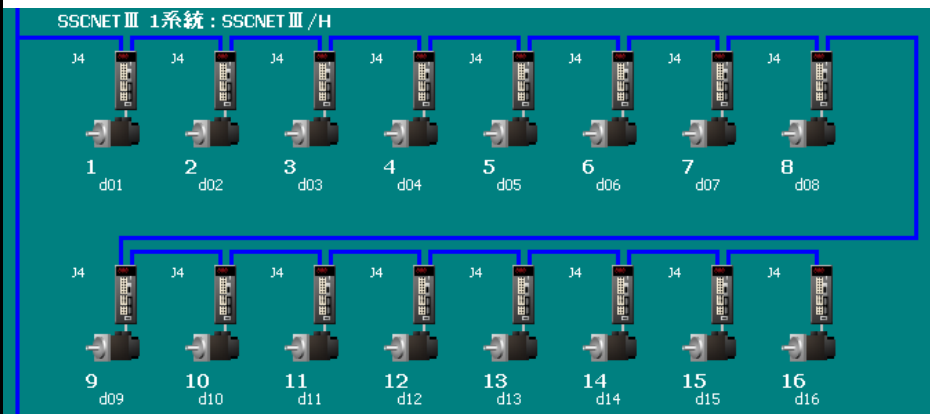 SSCNETⅢ 1系統 : SSCNETⅢ/H
J4 J4 J4 J4 J4 J4 J4 J4
1 2 3 4 5 6 7 8
d01 d02 d03 d04 d05 d06 d07 d08
J4 J4 J4 J4 J4 J4 J4 J4
9 10 11 12 13 14 15 16
d09 d10 d11 d12 d13 d14 d15 d16